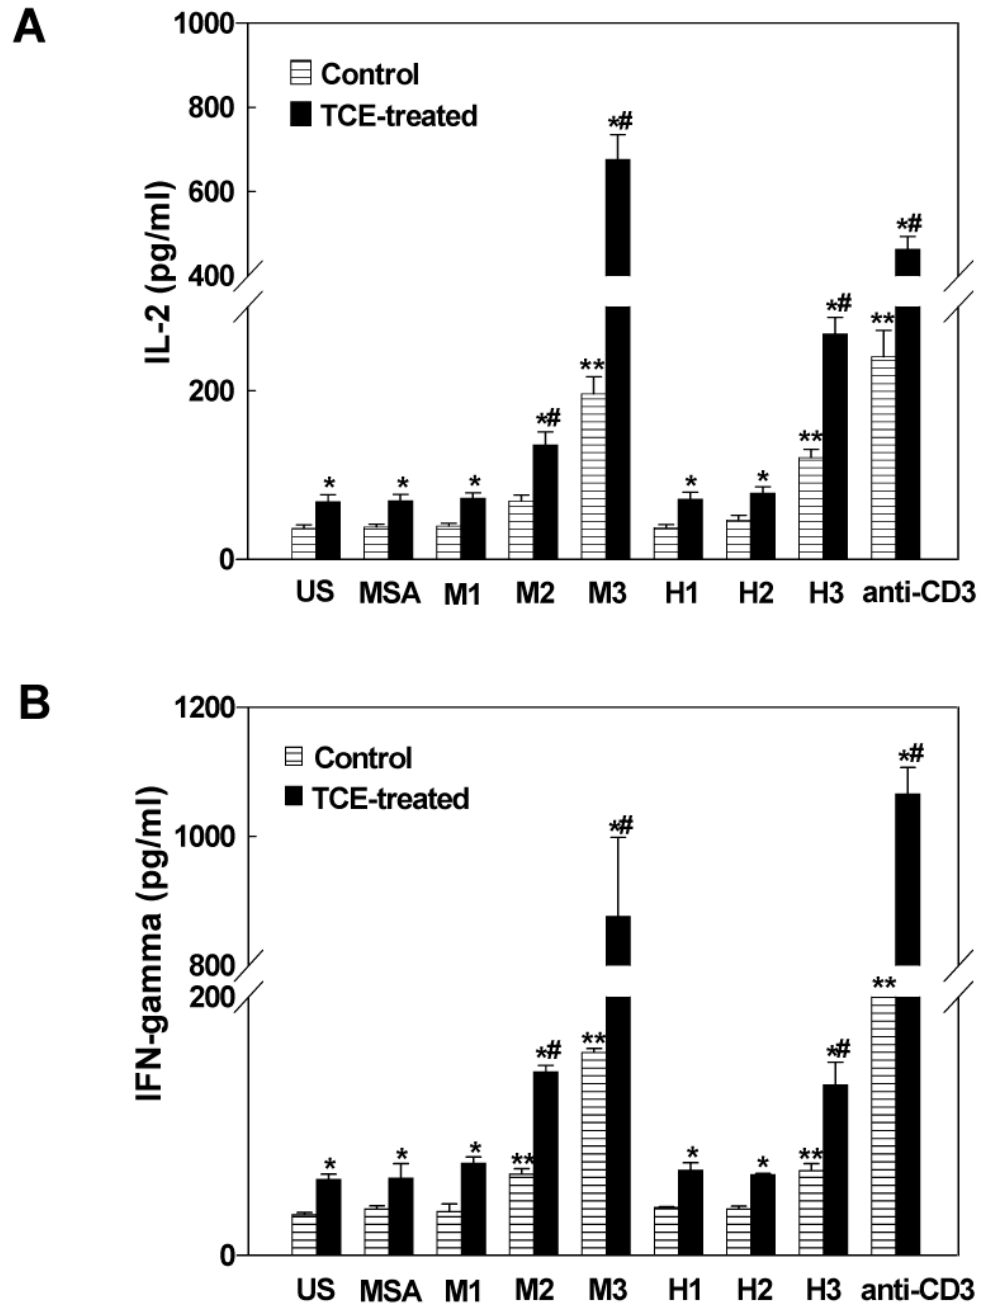 A
1000
800
600
400
200
0
IL-2 (pg/ml)
Control
TCE-treated
* * * *# ** *# * * ** *# ** *#
US MSA M1 M2 M3 H1 H2 H3 anti-CD3
B
1200
1000
800
200
0
IFN-gamma (pg/ml)
Control
TCE-treated
* * * ** *# ** *# * * ** *# ** *#
US MSA M1 M2 M3 H1 H2 H3 anti-CD3